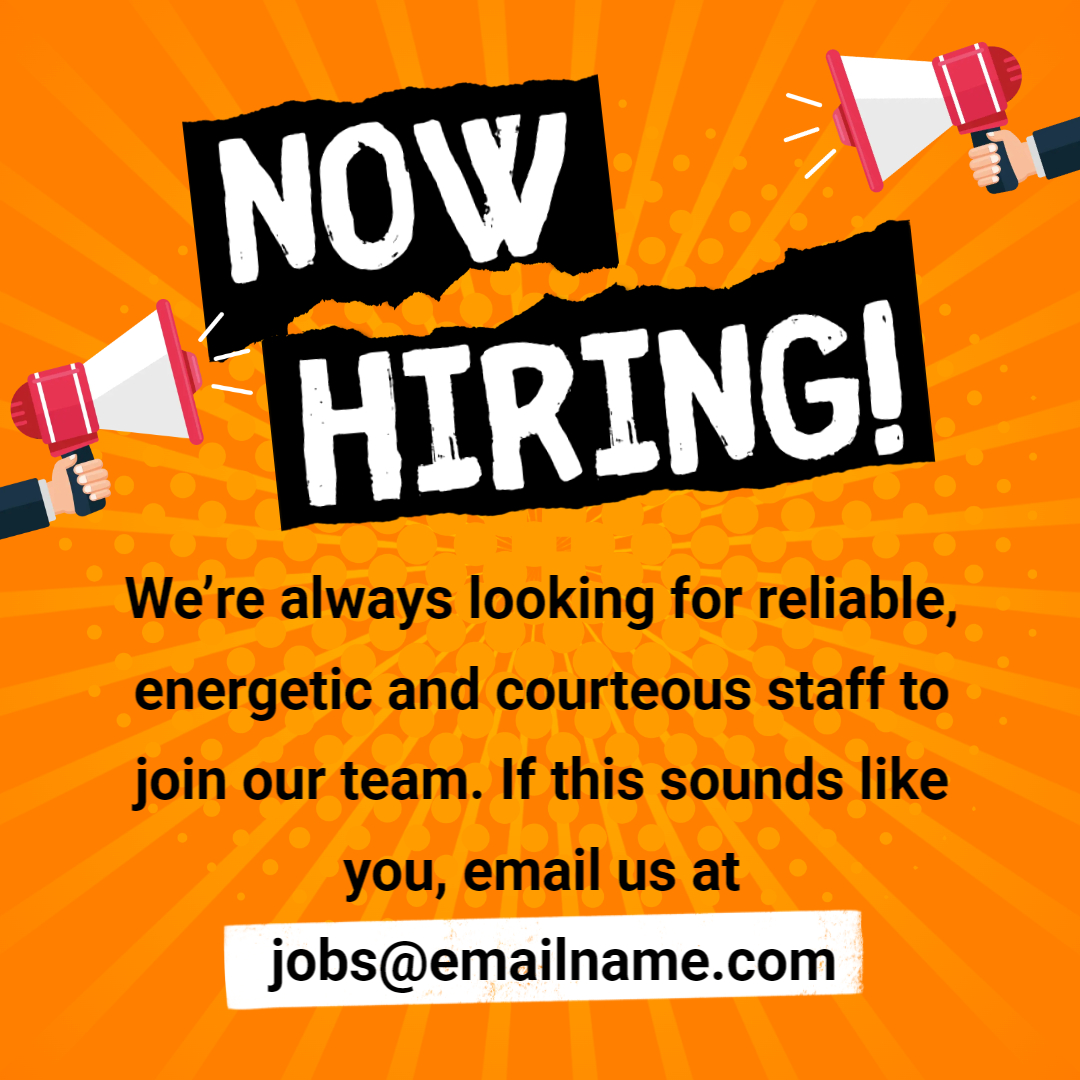 NOW
HIRING!
We’re always looking for reliable,
energetic and courteous staff to
join our team. If this sounds like
you, email us at
jobs@emailname.com